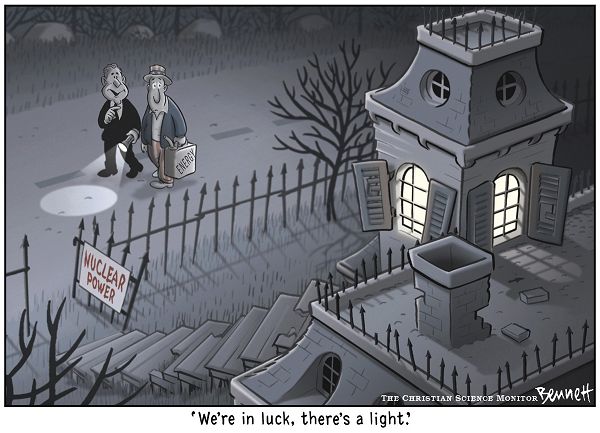 ENERGY
NUCLEAR
POWER
THE CHRISTIAN SCIENCE MONITOR
Bennett
'We're in luck, there's a light.'